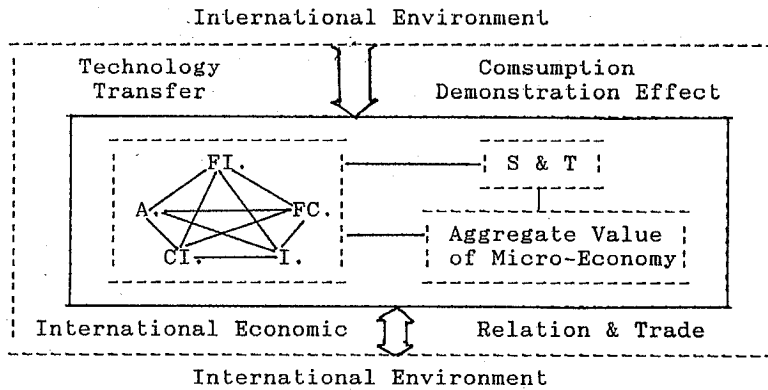 International Environment
Technology Transfer
Comsumption Demonstration Effect
FI.
S & T
A.
FC.
CI.
I.
Aggregate Value
of Micro-Economy
International Economic
Relation & Trade
International Environment